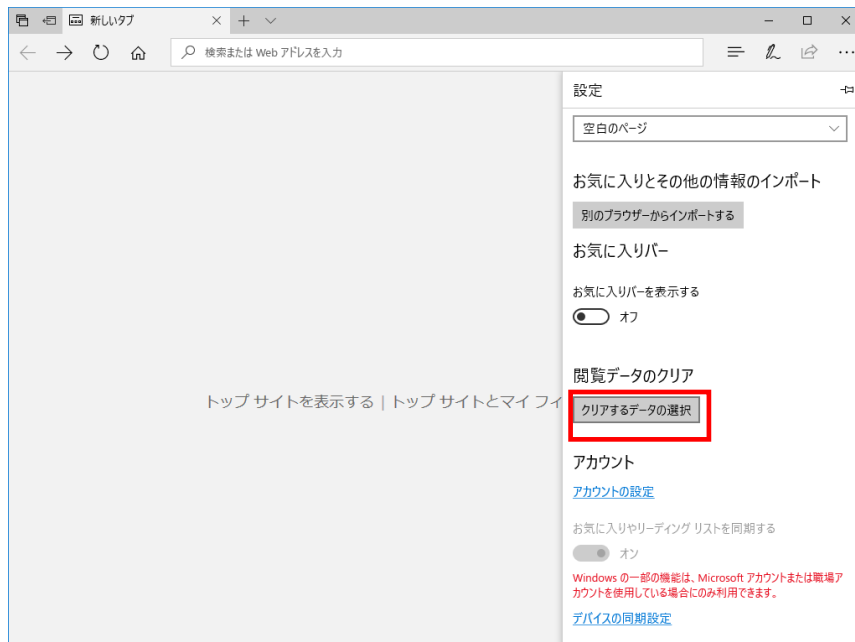 新しいタブ
検索または Web アドレスを入力
設定
空白のページ
お気に入りとその他の情報のインポート
別のブラウザーからインポートする
お気に入りバー
お気に入りバーを表示する
オフ
閲覧データのクリア
トップ サイトを表示する | トップ サイトとマイ フィ
クリアするデータの選択
アカウント
アカウントの設定
お気に入りやリーディング リストを同期する
オン
Windows の一部の機能は、Microsoft アカウントまたは職場ア
カウントを使用している場合にのみ利用できます。
デバイスの同期設定